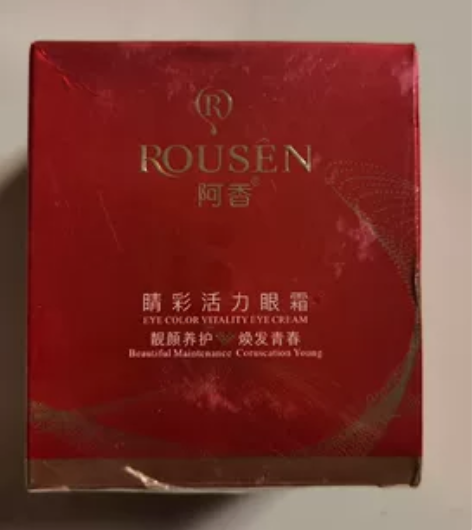 R
ROUSÊN
阿香®
睛彩活力眼霜
EYE COLOR VITALITY EYE CREAM
靓颜养护 焕发青春
Beautiful Maintenance Coruscation Young